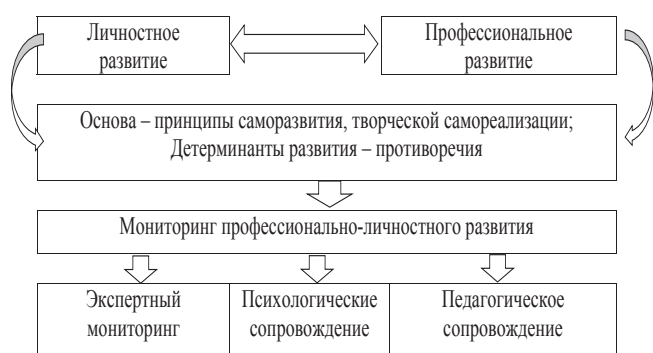 Личностное
развитие
Профессиональное
развитие
Основа – принципы саморазвития, творческой самореализации;
Детерминанты развития – противоречия
Мониторинг профессионально-личностного развития
Экспертный
мониторинг
Психологические
сопровождение
Педагогическое
сопровождение